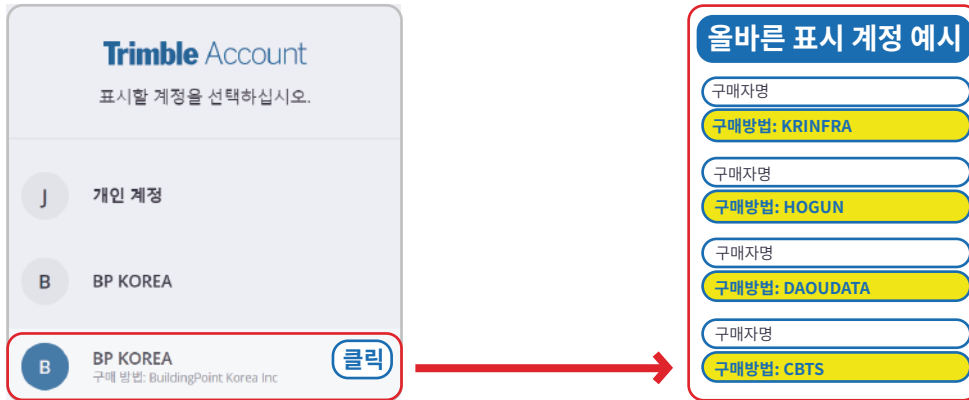 Trimble Account
표시할 계정을 선택하십시오.
J
개인 계정
B
BP KOREA
B
BP KOREA
구매 방법: BuildingPoint Korea Inc
클릭
올바른 표시 계정 예시
구매자명
구매방법: KRINFRA
구매자명
구매방법: HOGUN
구매자명
구매방법: DAOUDATA
구매자명
구매방법: CBTS